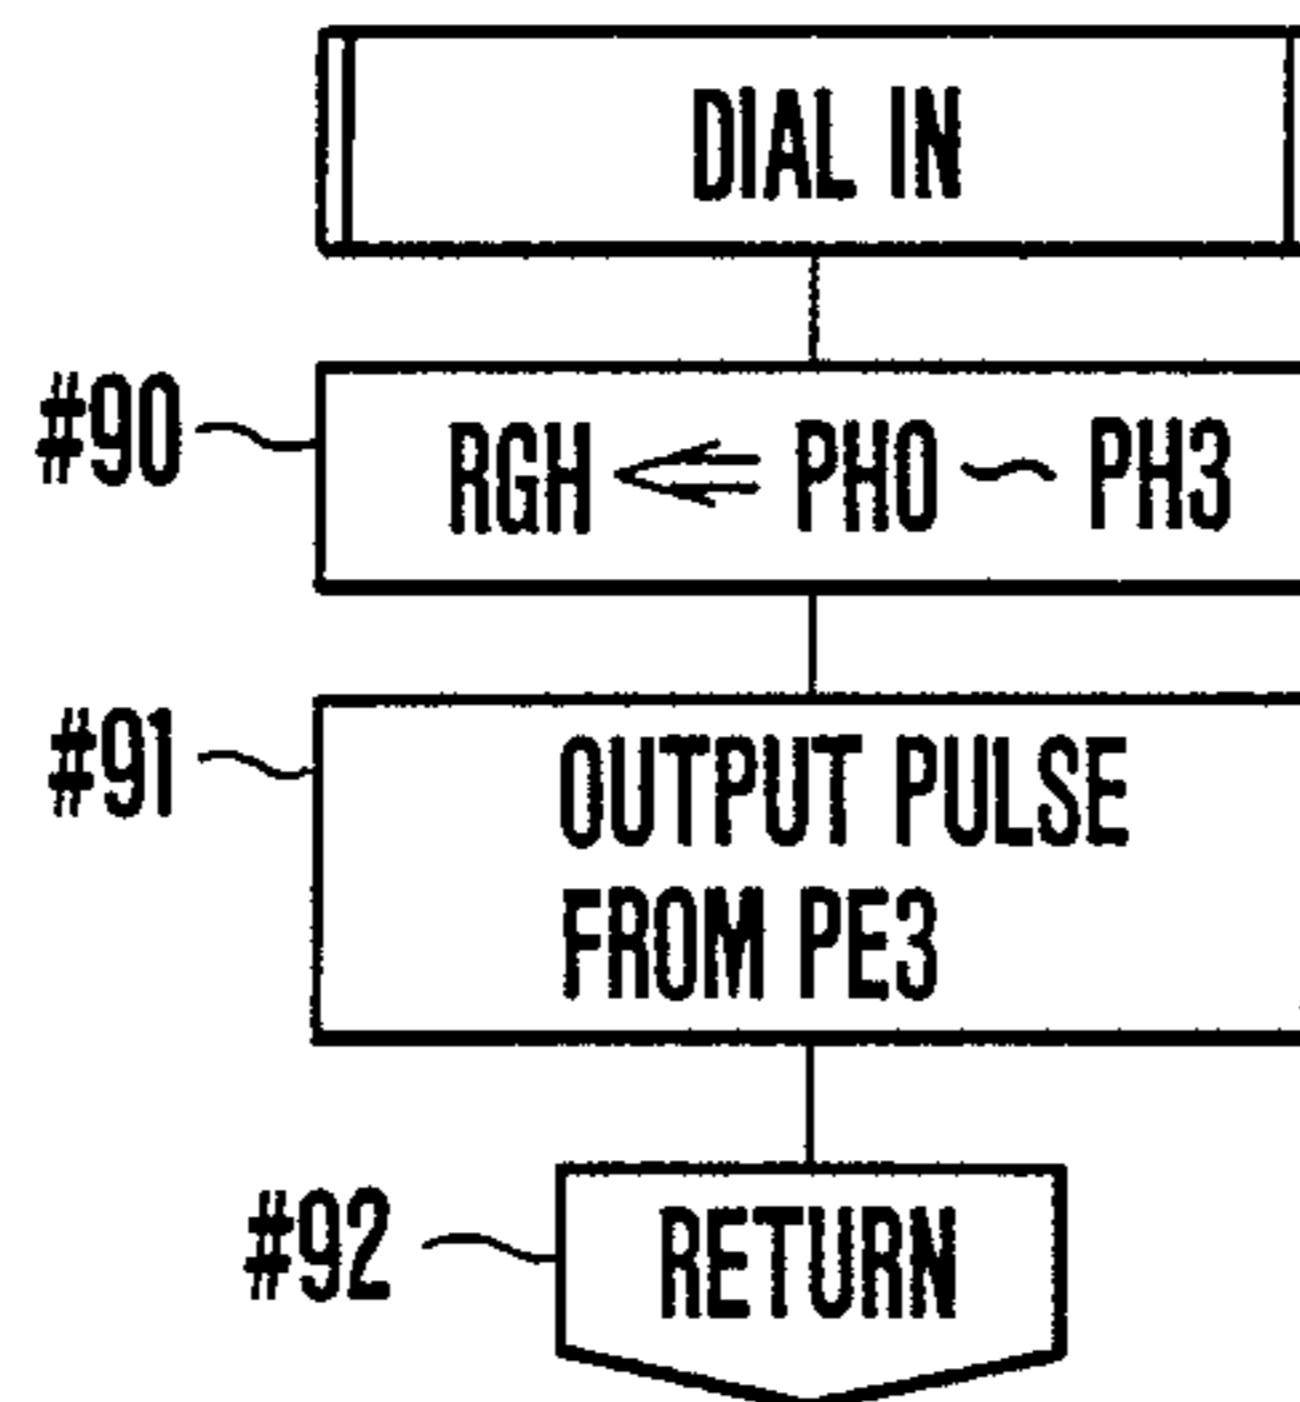 DIAL IN
#90
RGH ⇐ PH0 ~ PH3
#91
OUTPUT PULSE
FROM PE3
#92
RETURN